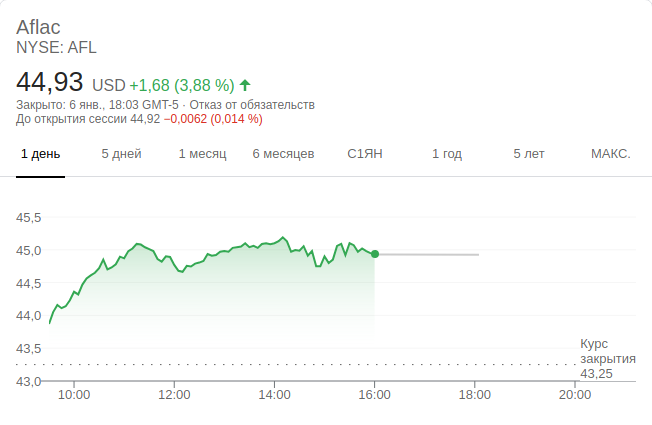 Aflac
NYSE: AFL
44,93 USD +1,68 (3,88 %)
Закрыто: 6 янв., 18:03 GMT-5 · Отказ от обязательств
До открытия сессии 44,92 −0,0062 (0,014 %)
1 день 5 дней 1 месяц 6 месяцев С1ЯН 1 год 5 лет МАКС.
45,5
45,0
44,5
44,0
43,5
43,0
Курс
закрытия
43,25
10:00 12:00 14:00 16:00 18:00 20:00